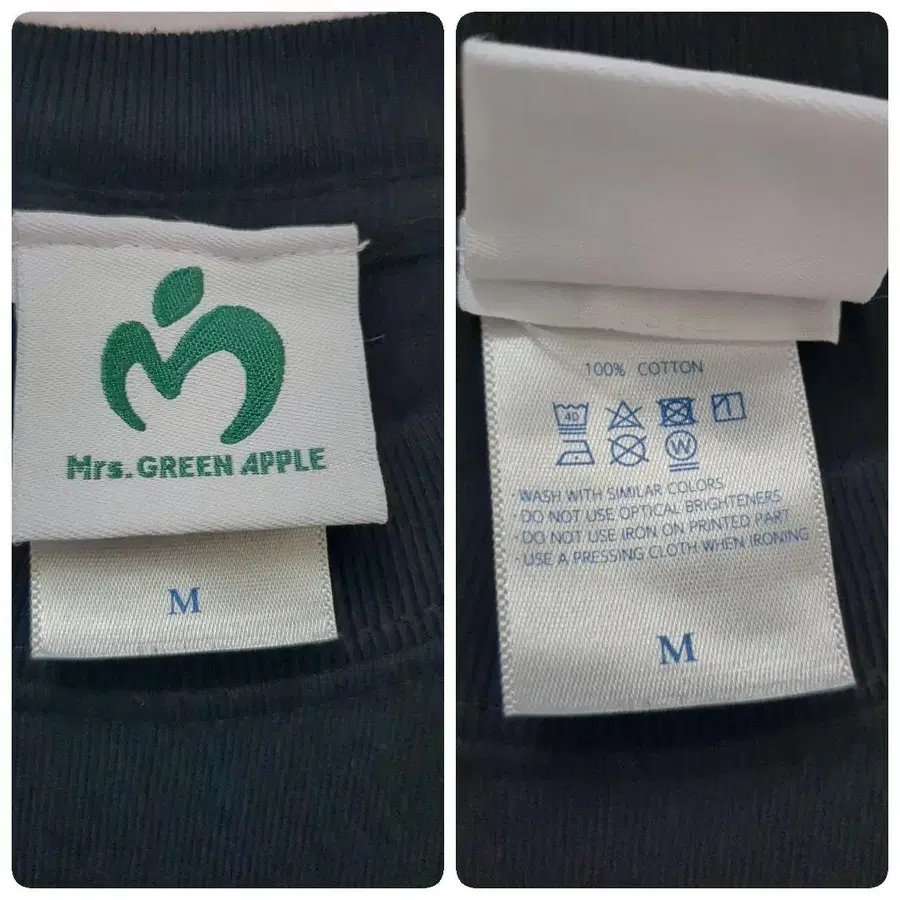 Mrs. GREEN APPLE
M
100% COTTON
40
W
·WASH WITH SIMILAR COLORS
·DO NOT USE OPTICAL BRIGHTENERS
·DO NOT USE IRON ON PRINTED PART
USE A PRESSING CLOTH WHEN IRONING
M